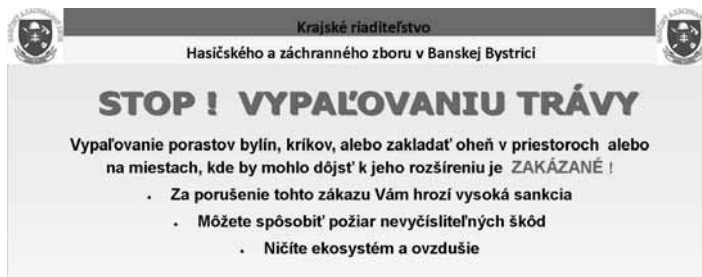 Krajské riaditeľstvo
Hasičského a záchranného zboru v Banskej Bystrici
STOP ! VYPAĽOVANIU TRÁVY
Vypaľovanie porastov bylín, kríkov, alebo zakladať oheň v priestoroch alebo
na miestach, kde by mohlo dôjsť k jeho rozšíreniu je ZAKÁZANÉ !
• Za porušenie tohto zákazu Vám hrozí vysoká sankcia
• Môžete spôsobiť požiar nevyčísliteľných škôd
• Ničíte ekosystém a ovzdušie